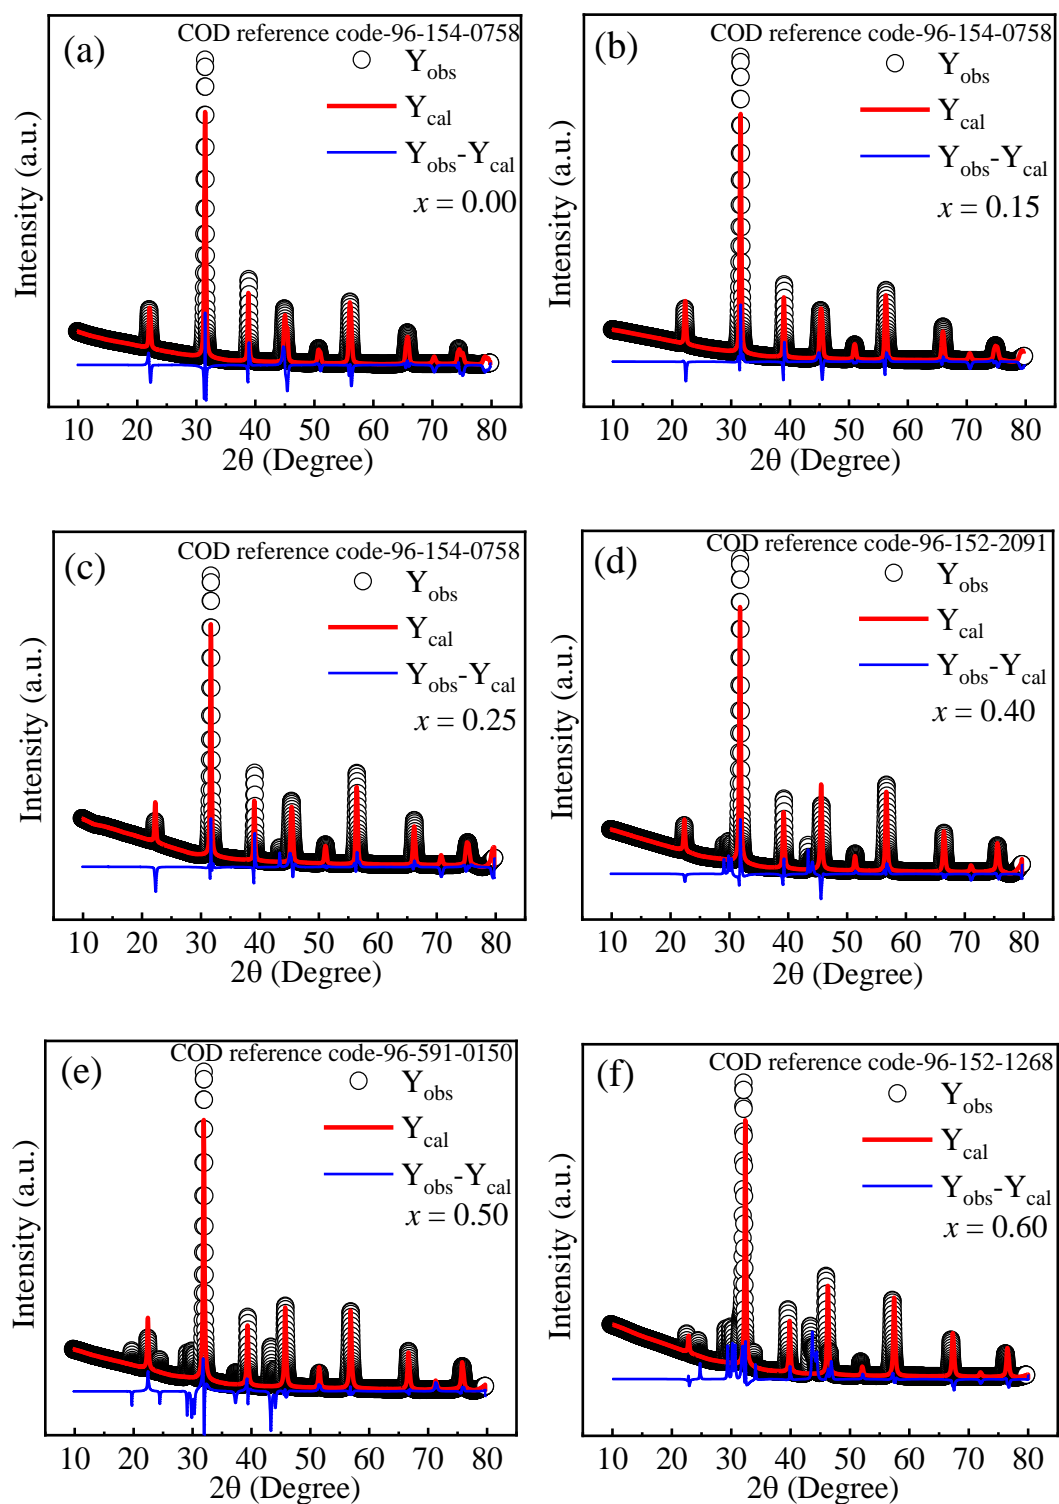 (a)
COD reference code-96-154-0758
Yobs
Ycal
Yobs-Ycal
x = 0.00
Intensity (a.u.)
10 20 30 40 50 60 70 80
2θ (Degree)
(b)
COD reference code-96-154-0758
Yobs
Ycal
Yobs-Ycal
x = 0.15
Intensity (a.u.)
10 20 30 40 50 60 70 80
2θ (Degree)
(c)
COD reference code-96-154-0758
Yobs
Ycal
Yobs-Ycal
x = 0.25
Intensity (a.u.)
10 20 30 40 50 60 70 80
2θ (Degree)
(d)
COD reference code-96-152-2091
Yobs
Ycal
Yobs-Ycal
x = 0.40
Intensity (a.u.)
10 20 30 40 50 60 70 80
2θ (Degree)
(e)
COD reference code-96-591-0150
Yobs
Ycal
Yobs-Ycal
x = 0.50
Intensity (a.u.)
10 20 30 40 50 60 70 80
2θ (Degree)
(f)
COD reference code-96-152-1268
Yobs
Ycal
Yobs-Ycal
x = 0.60
Intensity (a.u.)
10 20 30 40 50 60 70 80
2θ (Degree)